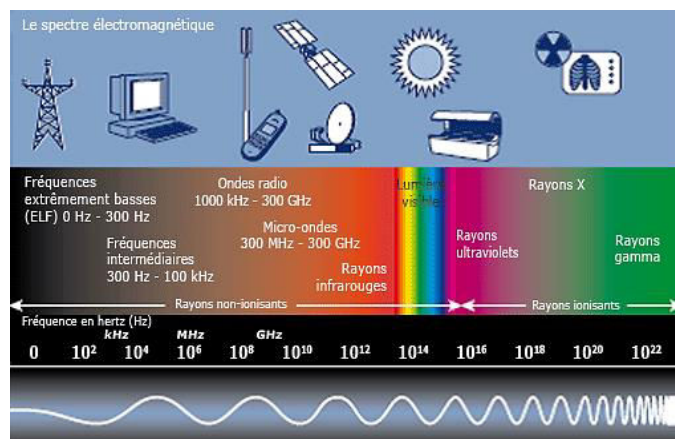 Le spectre électromagnétique
Fréquences
extrêmement basses
(ELF) 0 Hz - 300 Hz
Fréquences
intermédiaires
300 Hz - 100 kHz
Ondes radio
1000 kHz - 300 GHz
Micro-ondes
300 MHz - 300 GHz
Rayons
infrarouges
Lumière
visible
Rayons
ultraviolets
Rayons X
Rayons
gamma
Rayons non-ionisants
Rayons ionisants
Fréquence en hertz (Hz)
kHz MHz GHz
0 10² 10⁴ 10⁶ 10⁸ 10¹⁰ 10¹² 10¹⁴ 10¹⁶ 10¹⁸ 10²⁰ 10²²